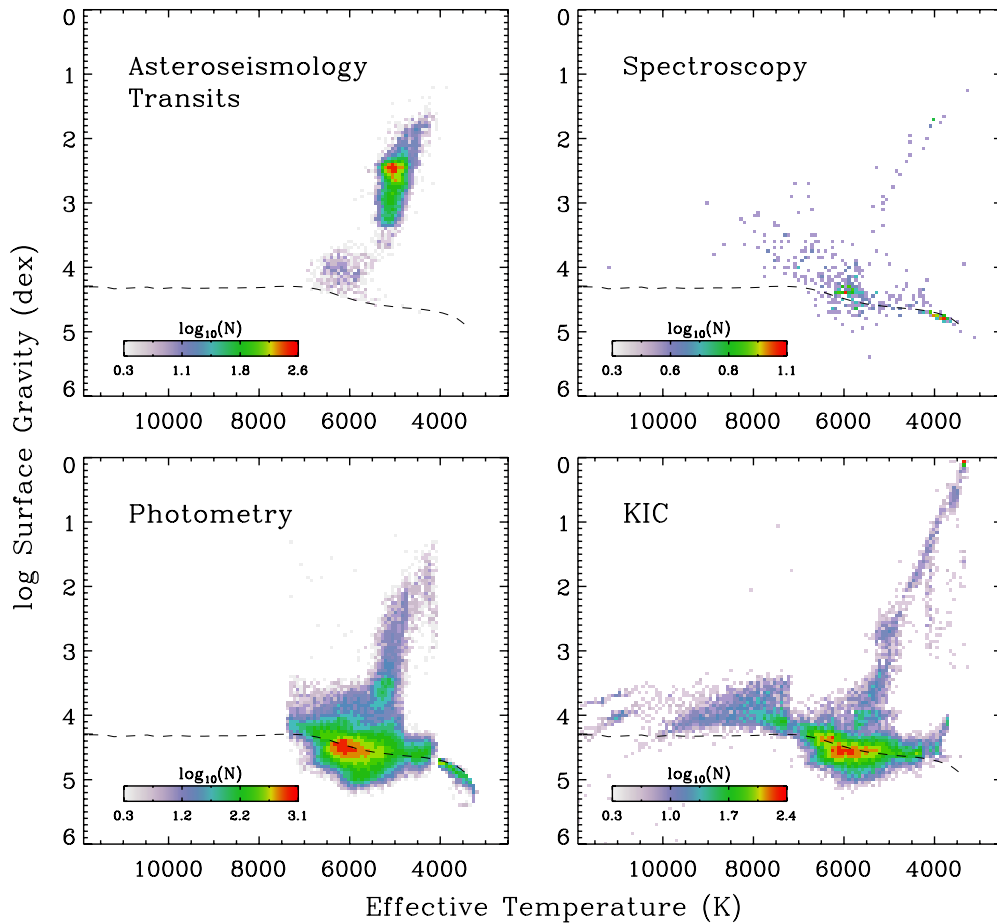 Asteroseismology
Transits
Spectroscopy
0
1
2
3
4
5
6
log₁₀(N)
0.3 1.1 1.8 2.6
10000 8000 6000 4000
0
1
2
3
4
5
6
log₁₀(N)
0.3 0.6 0.8 1.1
10000 8000 6000 4000
log Surface Gravity (dex)
Photometry
KIC
0
1
2
3
4
5
6
log₁₀(N)
0.3 1.2 2.2 3.1
10000 8000 6000 4000
0
1
2
3
4
5
6
log₁₀(N)
0.3 1.0 1.7 2.4
10000 8000 6000 4000
Effective Temperature (K)